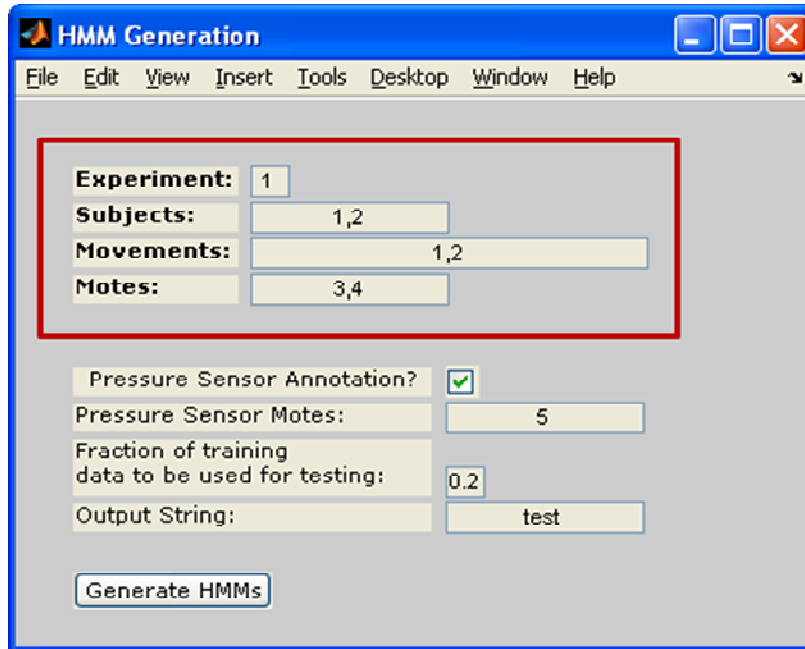 HMM Generation
File Edit View Insert Tools Desktop Window Help
Experiment: 1
Subjects: 1,2
Movements: 1,2
Motes: 3,4
Pressure Sensor Annotation?
Pressure Sensor Motes: 5
Fraction of training
data to be used for testing: 0.2
Output String: test
Generate HMMs